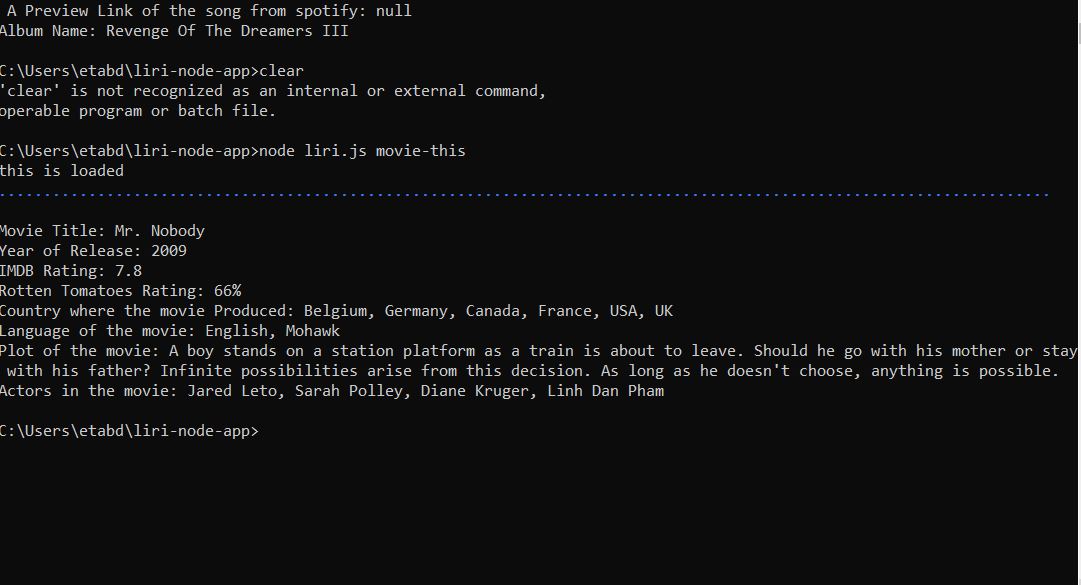 A Preview Link of the song from spotify: null
Album Name: Revenge Of The Dreamers III
C:\Users\etabd\liri-node-app>clear
'clear' is not recognized as an internal or external command,
operable program or batch file.
C:\Users\etabd\liri-node-app>node liri.js movie-this
this is loaded
Movie Title: Mr. Nobody
Year of Release: 2009
IMDB Rating: 7.8
Rotten Tomatoes Rating: 66%
Country where the movie Produced: Belgium, Germany, Canada, France, USA, UK
Language of the movie: English, Mohawk
Plot of the movie: A boy stands on a station platform as a train is about to leave. Should he go with his mother or stay
with his father? Infinite possibilities arise from this decision. As long as he doesn't choose, anything is possible.
Actors in the movie: Jared Leto, Sarah Polley, Diane Kruger, Linh Dan Pham
C:\Users\etabd\liri-node-app>